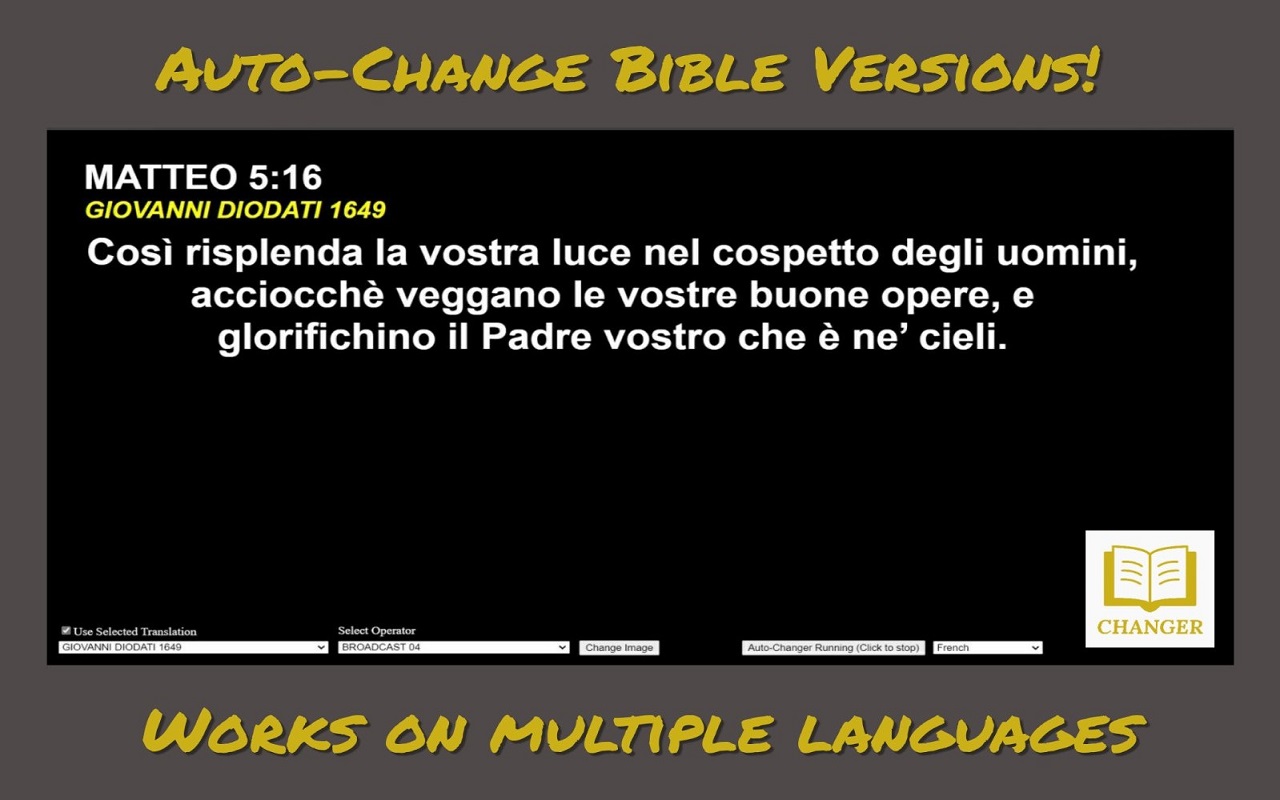 Auto-Change Bible Versions!
MATTEO 5:16
GIOVANNI DIODATI 1649
Così risplenda la vostra luce nel cospetto degli uomini,
acciocchè veggano le vostre buone opere, e
glorifichino il Padre vostro che è ne’ cieli.
CHANGER
Use Selected Translation
Select Operator
GIOVANNI DIODATI 1649
BROADCAST 04
Change Image
Auto-Changer Running (Click to stop)
French
Works on multiple languages